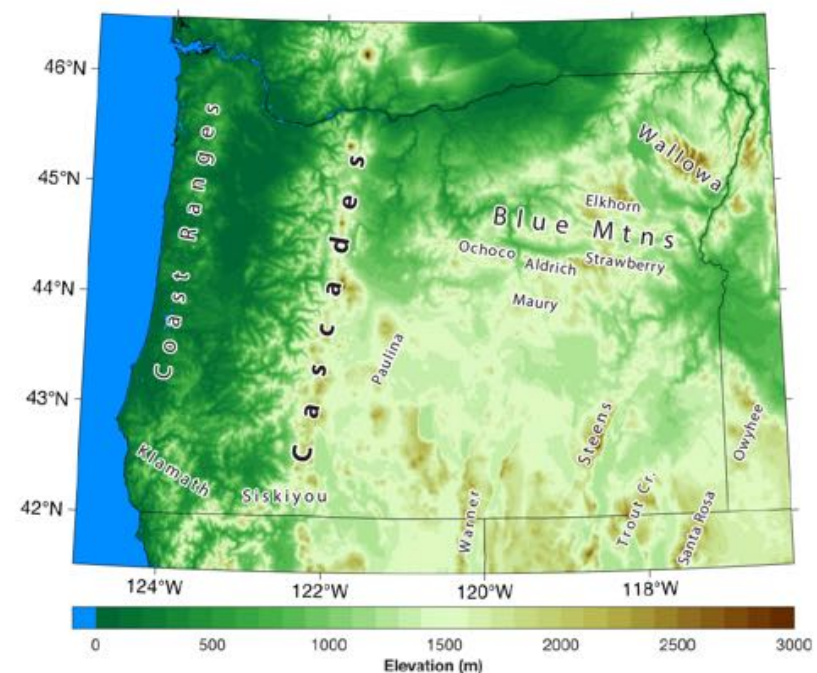 46°N
45°N
44°N
43°N
42°N
Coast Ranges
Cascades
Wallowa
Elkhorn
Blue Mtns
Ochoco
Aldrich
Strawberry
Maury
Paulina
Steens
Owyhee
Klamath
Siskiyou
Warner
Trout Cr.
Santa Rosa
124°W
122°W
120°W
118°W
0
500
1000
1500
2000
2500
3000
Elevation (m)